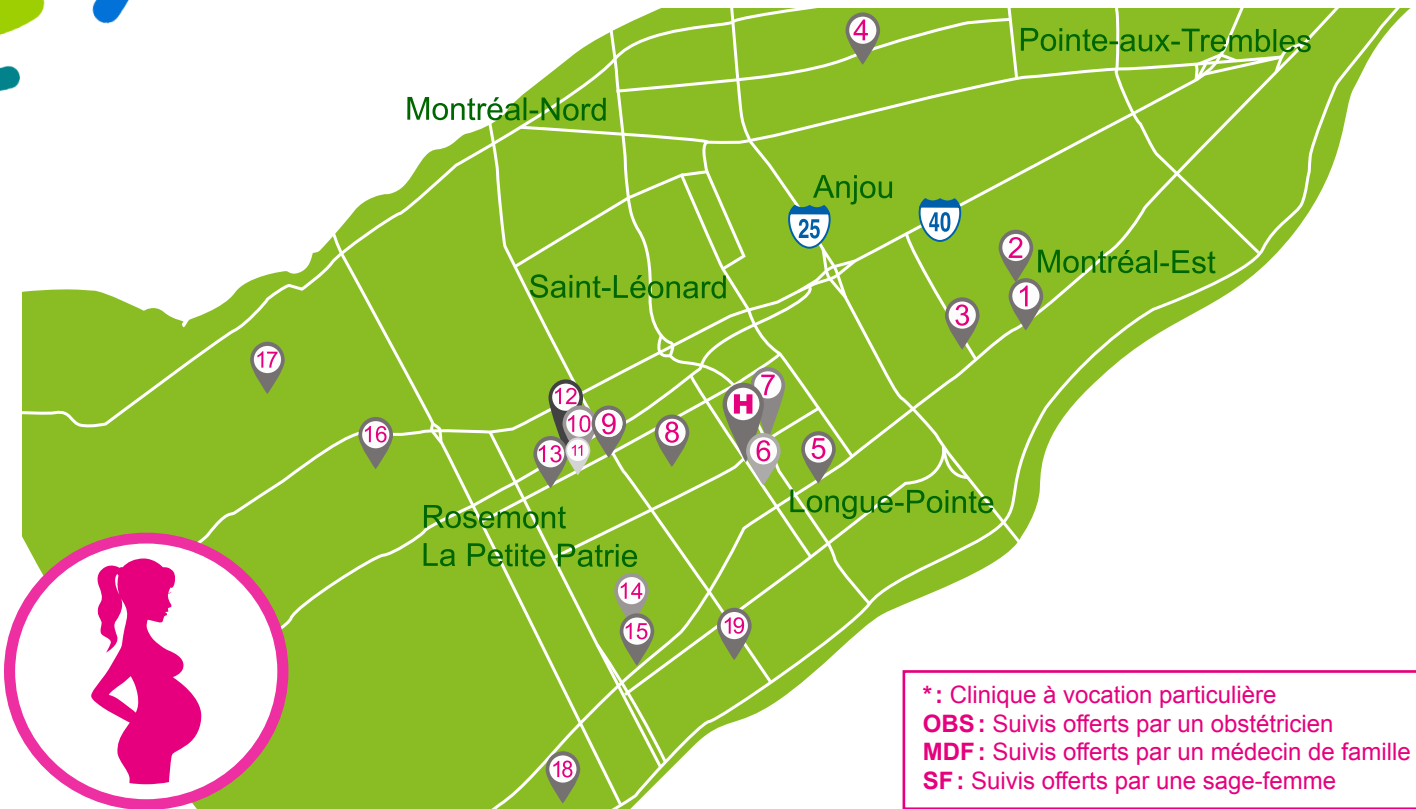 4
Pointe-aux-Trembles
Montréal-Nord
Anjou
25
40
2
Montréal-Est
Saint-Léonard
1
3
17
12
7
H
10
9
8
16
13
11
6
5
Longue-Pointe
Rosemont
La Petite Patrie
14
15
19
18
* : Clinique à vocation particulière
OBS : Suivis offerts par un obstétricien
MDF : Suivis offerts par un médecin de famille
SF : Suivis offerts par une sage-femme